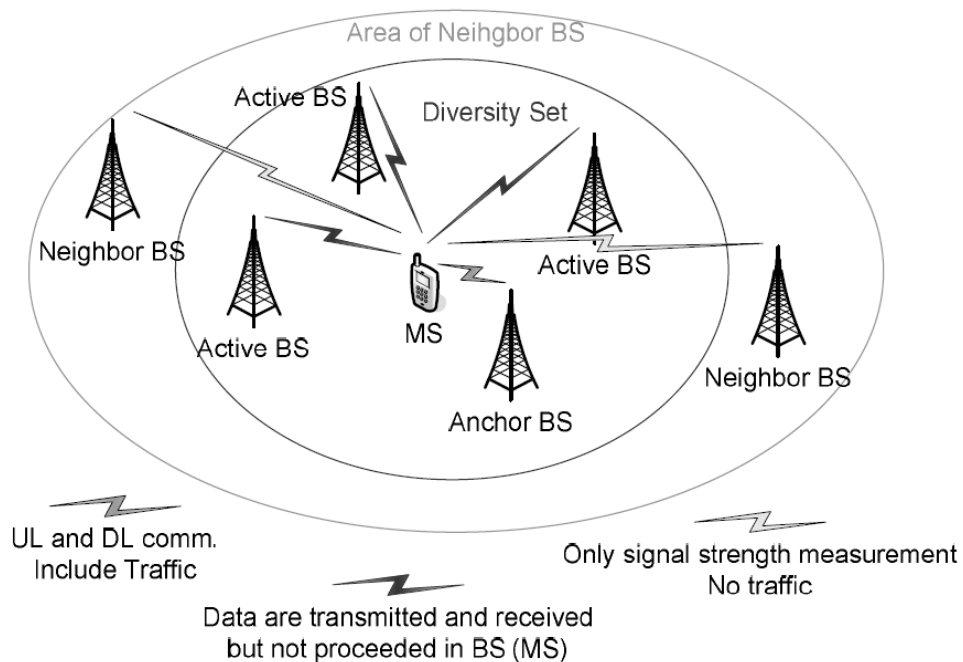 Area of Neihgbor BS
Active BS
Diversity Set
Neighbor BS
Active BS
Active BS
MS
Neighbor BS
Anchor BS
UL and DL comm.
Include Traffic
Only signal strength measurement
No traffic
Data are transmitted and received
but not proceeded in BS (MS)